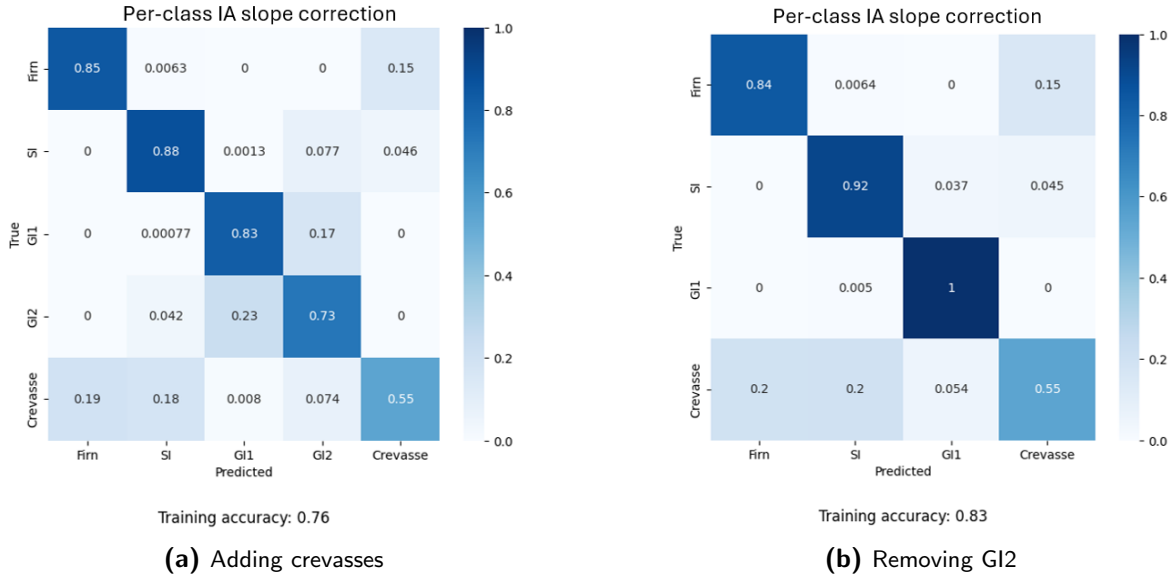 Per-class IA slope correction
Firn 0.85 0.0063 0 0 0.15
SI 0 0.88 0.0013 0.077 0.046
GI1 0 0.00077 0.83 0.17 0
GI2 0 0.042 0.23 0.73 0
Crevasse 0.19 0.18 0.008 0.074 0.55
True
Firn SI GI1 GI2 Crevasse
Predicted
1.0
0.8
0.6
0.4
0.2
0.0
Training accuracy: 0.76
(a) Adding crevasses
Per-class IA slope correction
Firn 0.84 0.0064 0 0.15
SI 0 0.92 0.037 0.045
GI1 0 0.005 1 0
Crevasse 0.2 0.2 0.054 0.55
True
Firn SI GI1 Crevasse
Predicted
1.0
0.8
0.6
0.4
0.2
0.0
Training accuracy: 0.83
(b) Removing GI2